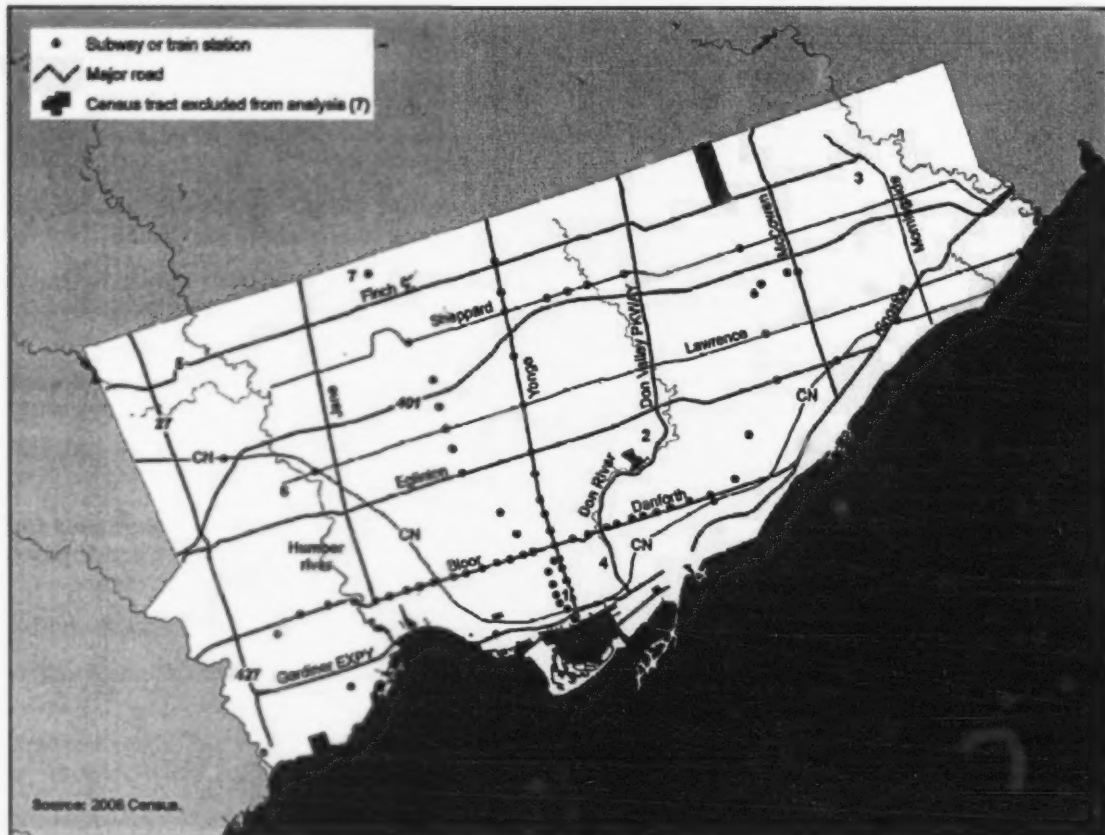 Subway or train station
Major road
Census tract excluded from analysis (7)
3
McCowan
Morningside
7
Finch
Sheppard
Don Valley PKWY
Lawrence
Yonge
Jane
401
27
CN
CN
2
Eglinton
6
Don River
Danforth
CN
CN
Humber
river
Bloor
4
1
Gardiner EXPY
427
Source: 2006 Census.